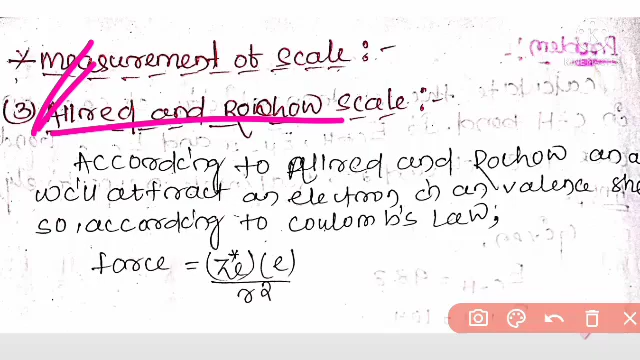 * Measurement of Scale :-
(3) Allred and Rochow Scale :-
According to Allred and Rochow an a
will attract an electron in an valence she
so, according to coulomb's Law;
force = (Z*e) (e)
r2
Problem :-